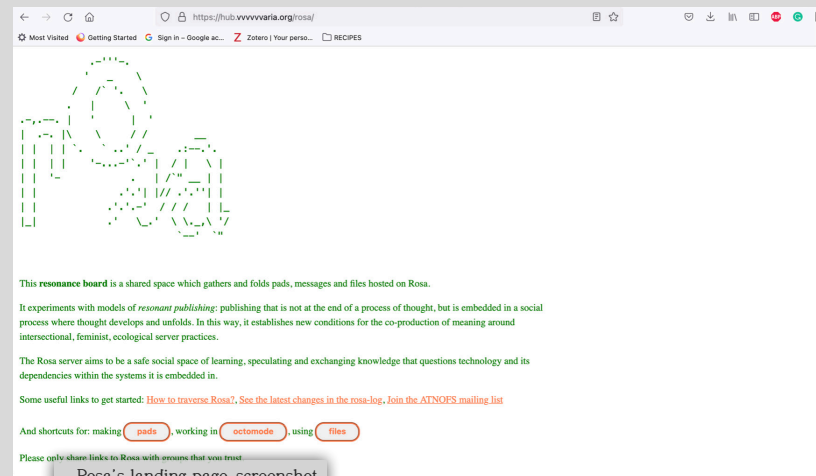 https://hub.vvvvvvaria.org/rosa/
Most Visited Getting Started Sign in – Google ac... Your perso... RECIPES
This resonance board is a shared space which gathers and folds pads, messages and files hosted on Rosa.
It experiments with models of resonant publishing: publishing that is not at the end of a process of thought, but is embedded in a social
process where thought develops and unfolds. In this way, it establishes new conditions for the co-production of meaning around
intersectional, feminist, ecological server practices.
The Rosa server aims to be a safe social space of learning, speculating and exchanging knowledge that questions technology and its
dependencies within the systems it is embedded in.
Some useful links to get started: How to traverse Rosa?, See the latest changes in the rosa-log, Join the ATNOFS mailing list
And shortcuts for: making pads, working in octomode, using files
Please only share links to Rosa with groups that you trust
Rosa's landing page, screenshot